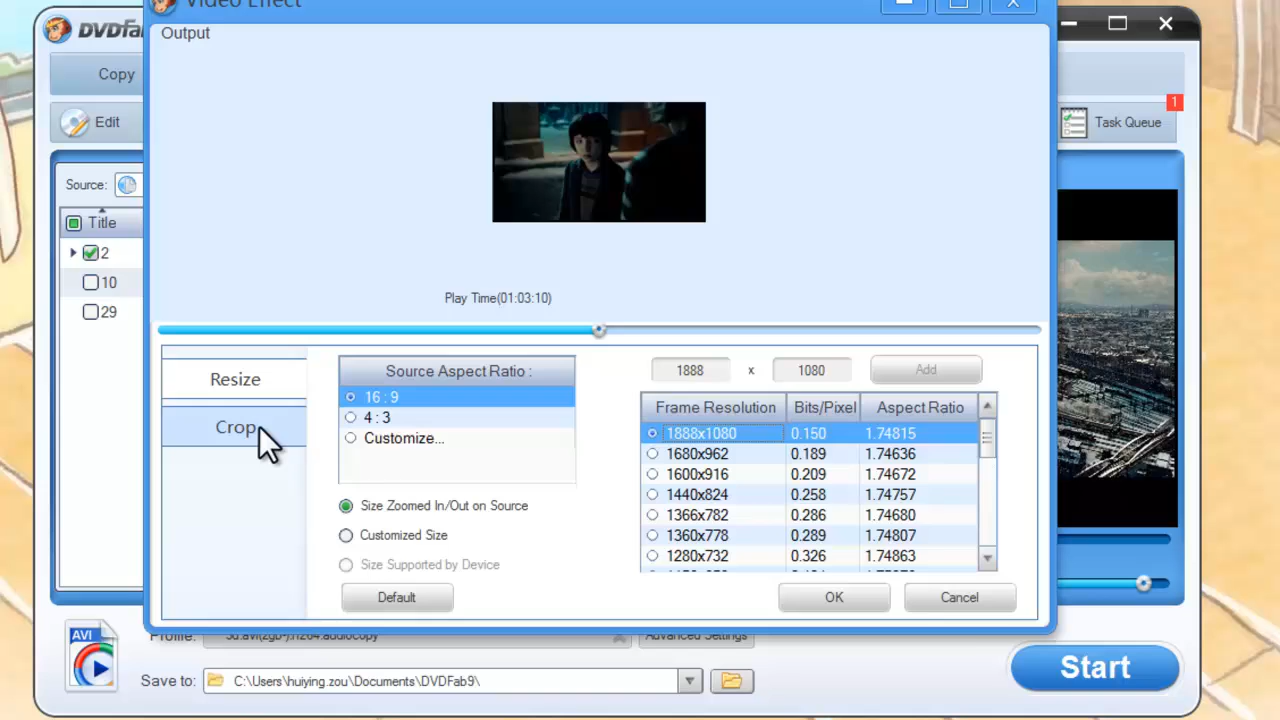 Video Effect
DVDFab
Copy
Edit
Output
1
Task Queue
Source:
Title
2
10
29
Play Time(01:03:10)
Resize
Crop
Source Aspect Ratio :
16 : 9
4 : 3
Customize...
Size Zoomed In/Out on Source
Customized Size
Size Supported by Device
Default
1888 x 1080 Add
Frame Resolution Bits/Pixel Aspect Ratio
1888x1080 0.150 1.74815
1680x962 0.189 1.74636
1600x916 0.209 1.74672
1440x824 0.258 1.74757
1366x782 0.286 1.74680
1360x778 0.289 1.74807
1280x732 0.326 1.74863
OK Cancel
AVI
Profile: Advanced Settings
Save to: C:\Users\huiying.zou\Documents\DVDFab9\
Start